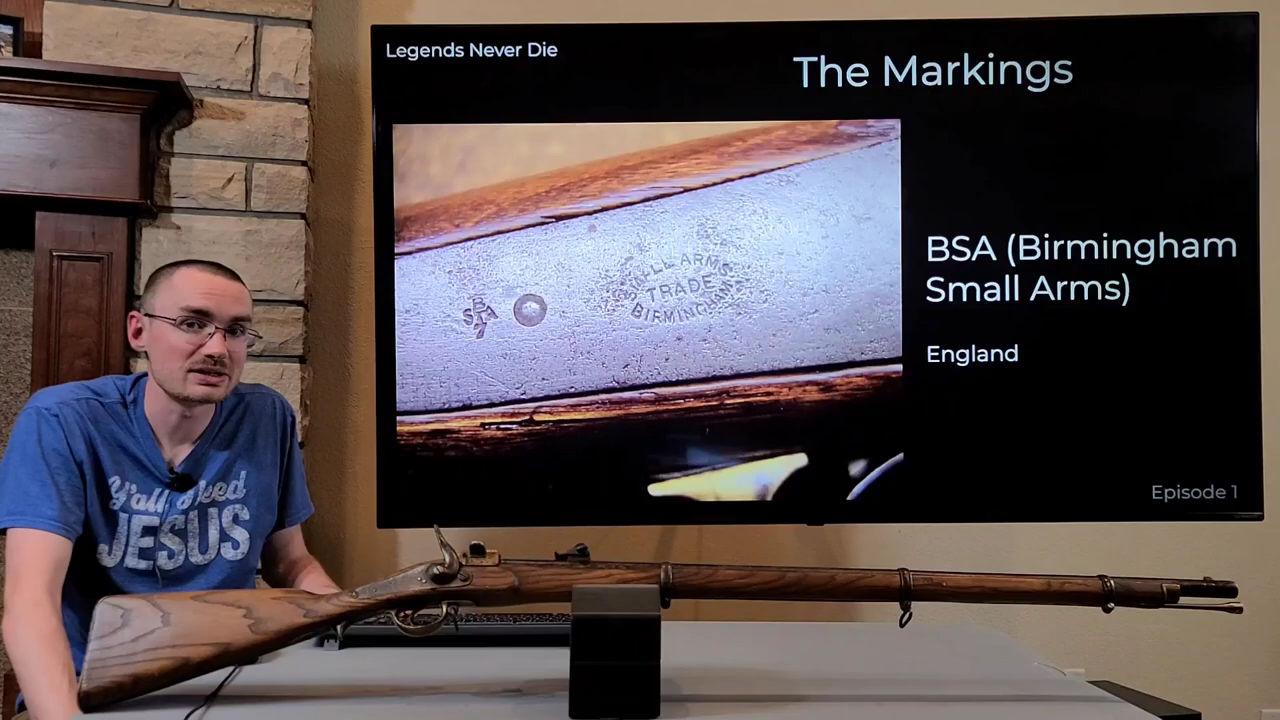 Legends Never Die
The Markings
BSA (Birmingham
Small Arms)
England
Episode 1
B
SA
SMALL ARMS
TRADE
BIRMINGHAM
Y'all Need
JESUS